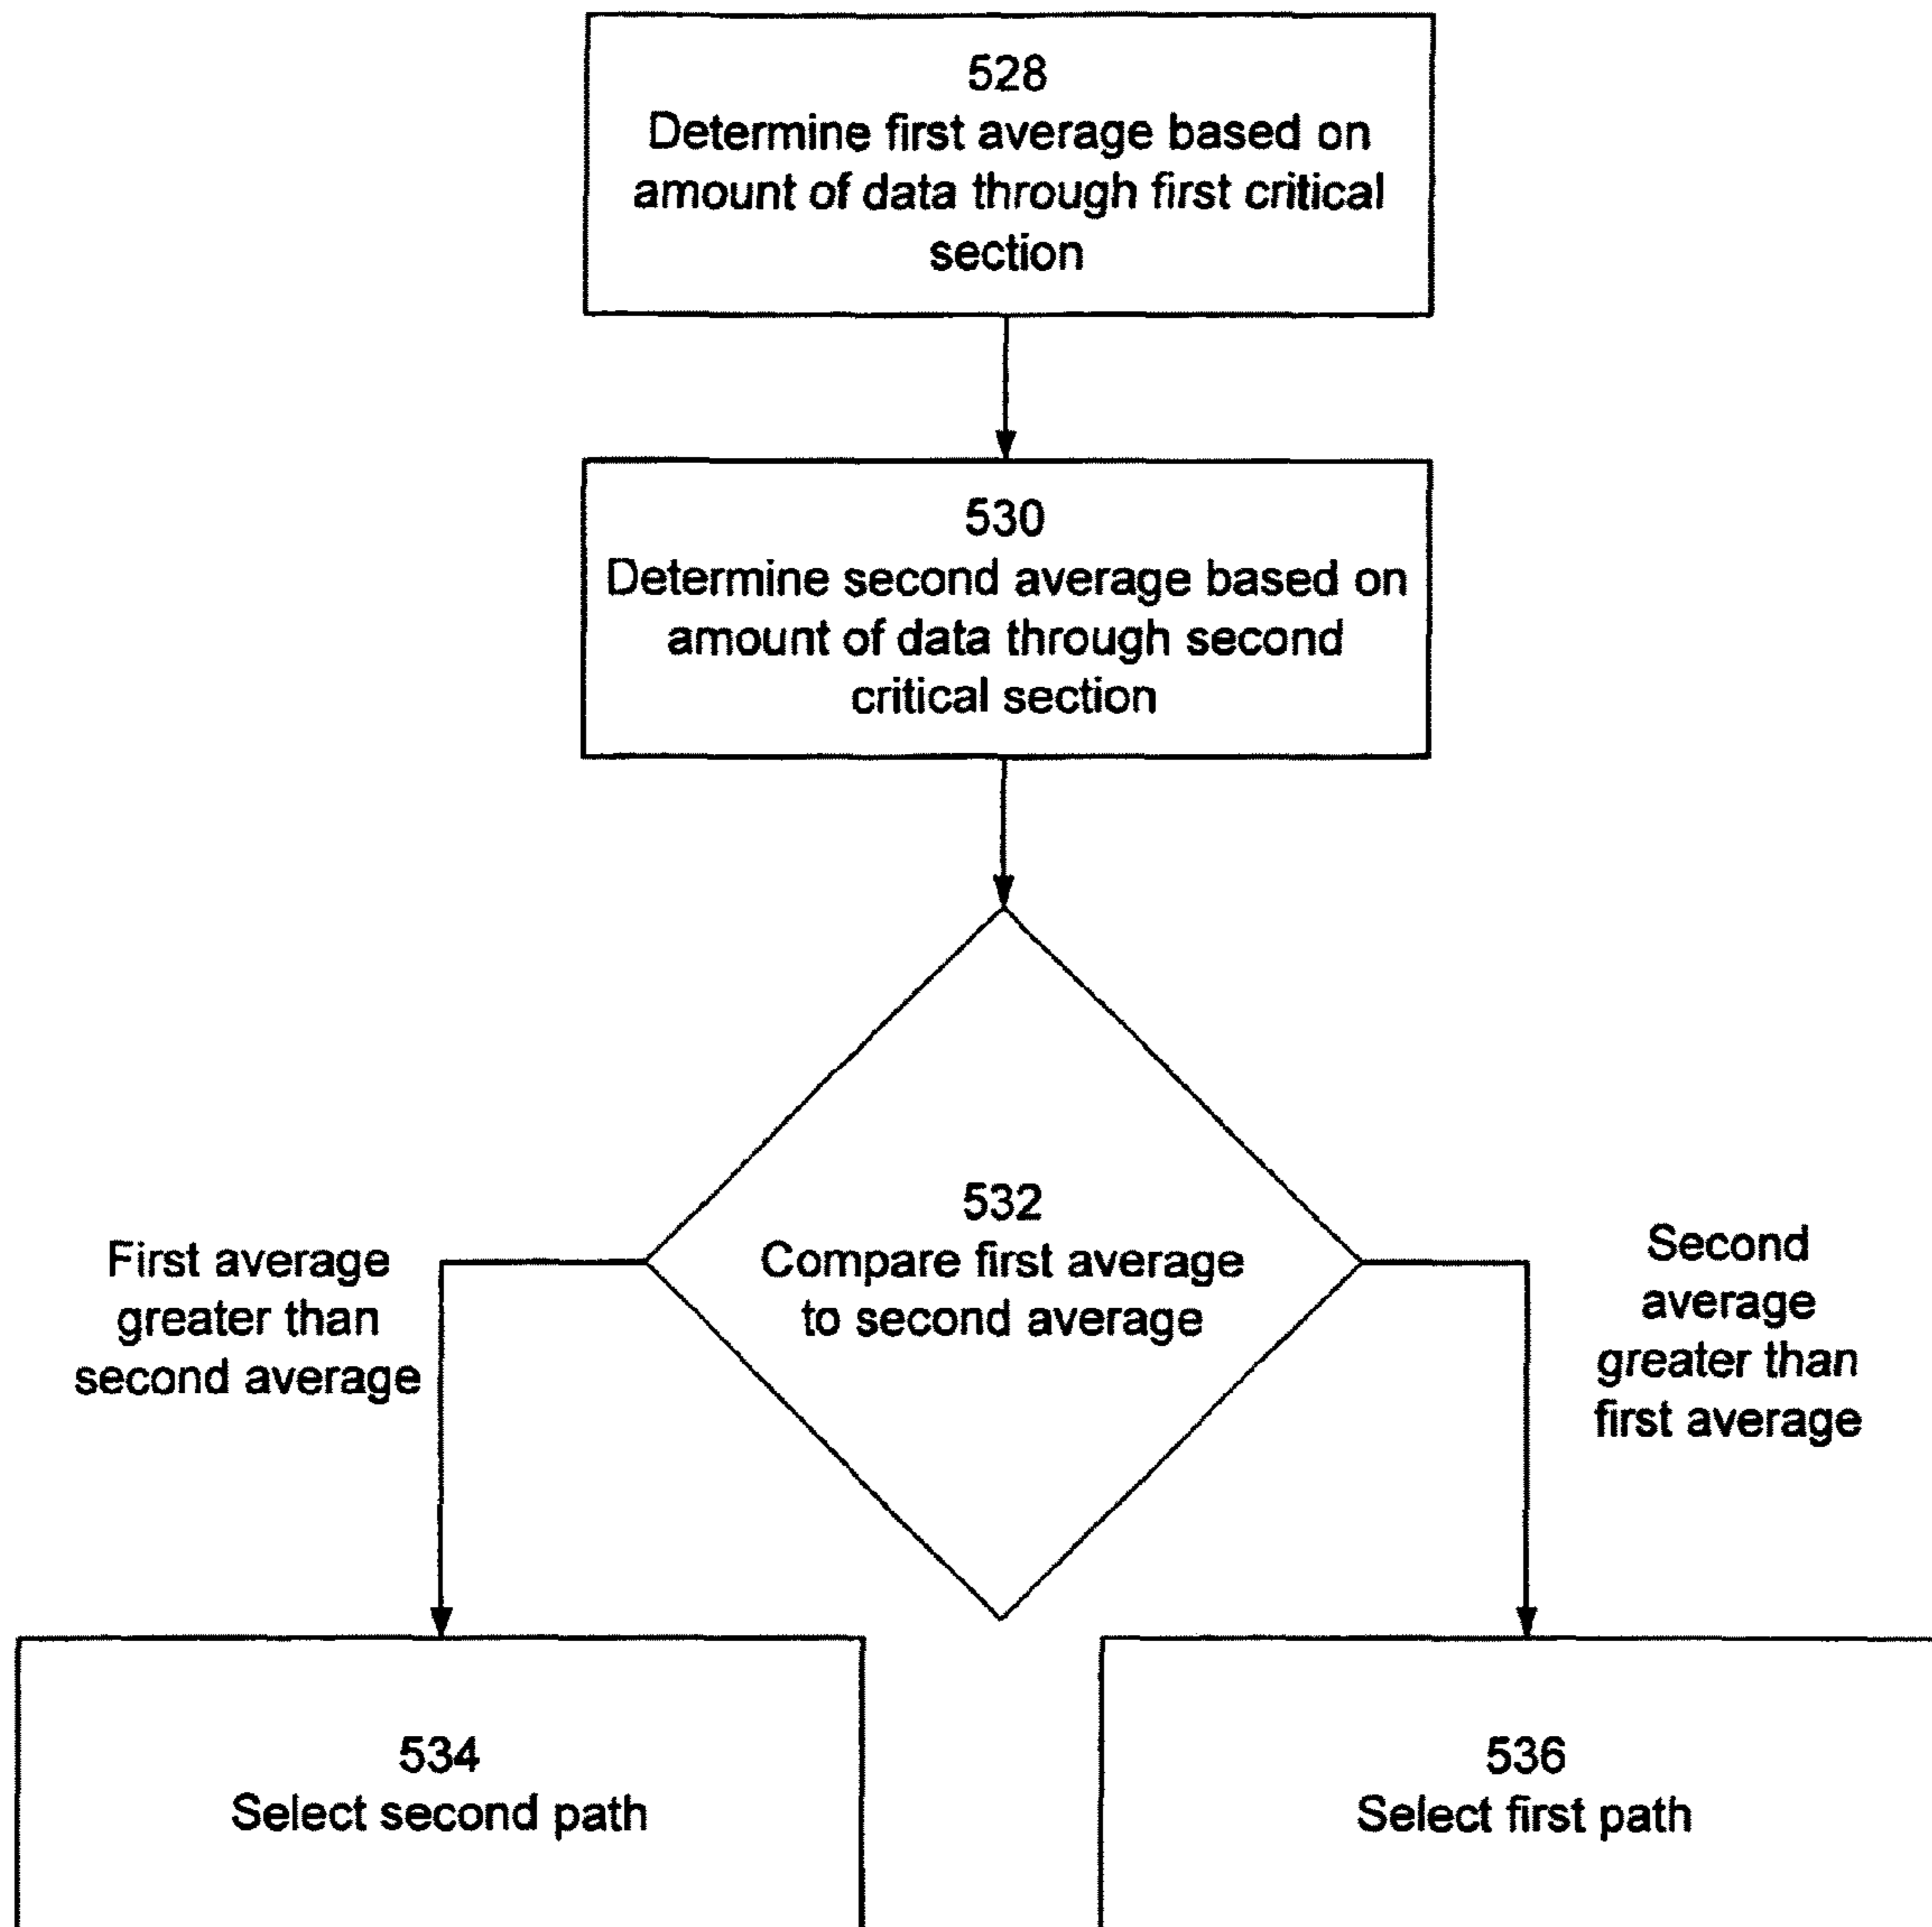 528
Determine first average based on
amount of data through first critical
section
530
Determine second average based on
amount of data through second
critical section
532
Compare first average
to second average
First average
greater than
second average
Second
average
greater than
first average
534
Select second path
536
Select first path